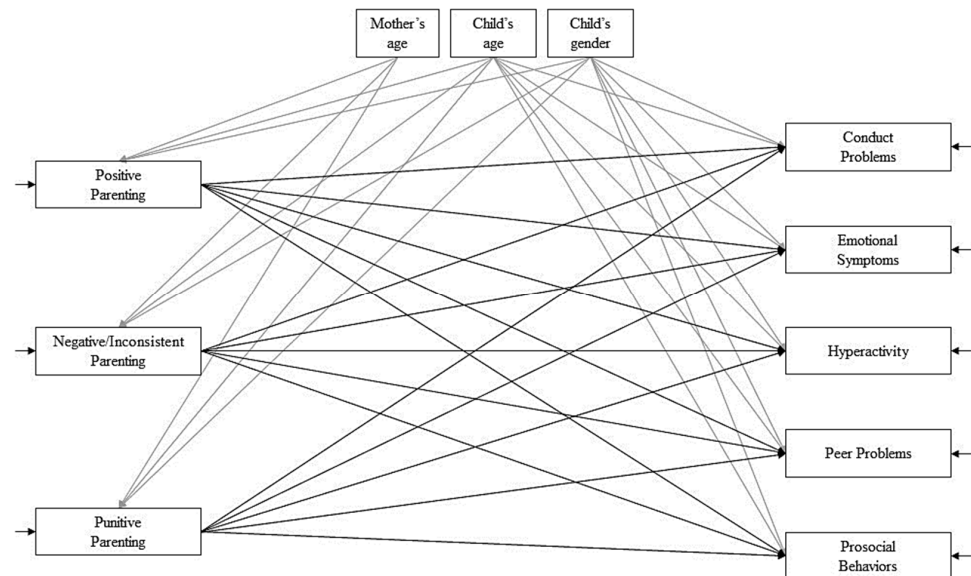 Mother's
age
Child's
age
Child's
gender
Positive
Parenting
Negative/Inconsistent
Parenting
Punitive
Parenting
Conduct
Problems
Emotional
Symptoms
Hyperactivity
Peer Problems
Prosocial
Behaviors